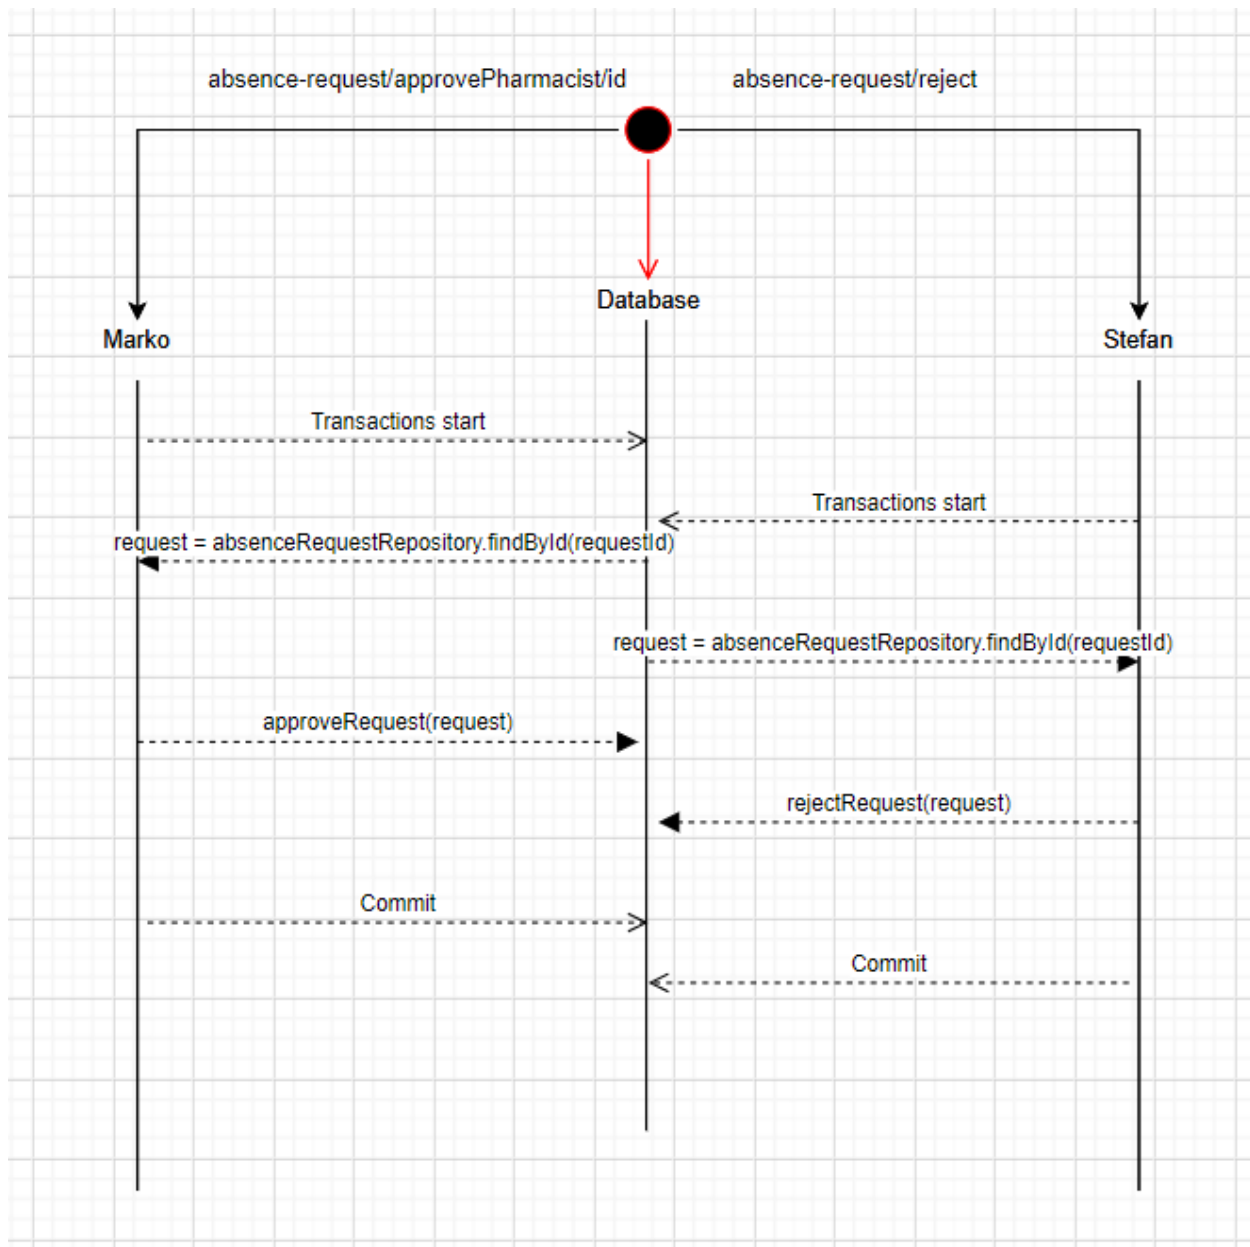 absence-request/approvePharmacist/id
absence-request/reject
Database
Marko
Stefan
Transactions start
Transactions start
request = absenceRequestRepository.findById(requestId)
request = absenceRequestRepository.findById(requestId)
approveRequest(request)
rejectRequest(request)
Commit
Commit